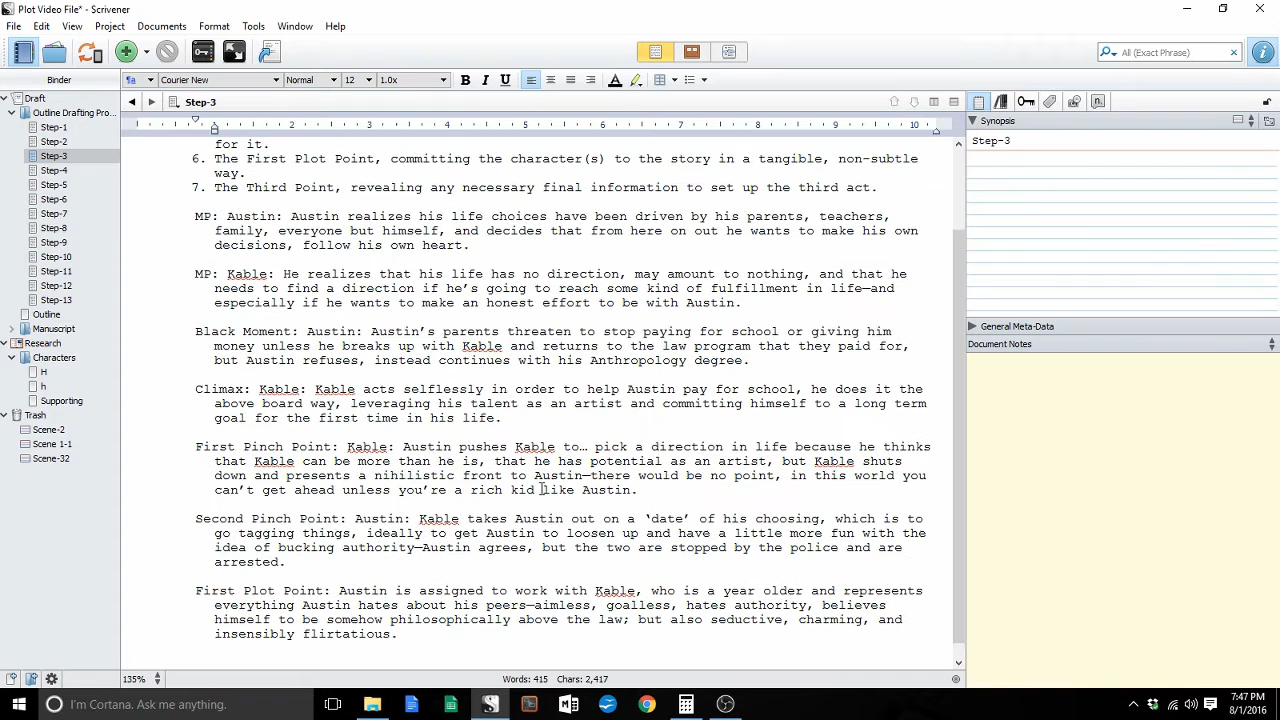 Plot Video File* - Scrivener
File Edit View Project Documents Format Tools Window Help
All (Exact Phrase)
Binder
Courier New Normal 12 1.0x B I U A
Draft
Outline Drafting Pro...
Step-1
Step-2
Step-3
Step-4
Step-5
Step-6
Step-7
Step-8
Step-9
Step-10
Step-11
Step-12
Step-13
Outline
Manuscript
Research
Characters
H
h
Supporting
Trash
Scene-2
Scene 1-1
Scene-32
Step-3
2 3 4 5 6 7 8 9 10
for it.
6. The First Plot Point, committing the character(s) to the story in a tangible, non-subtle
way.
7. The Third Point, revealing any necessary final information to set up the third act.
MP: Austin: Austin realizes his life choices have been driven by his parents, teachers,
family, everyone but himself, and decides that from here on out he wants to make his own
decisions, follow his own heart.
MP: Kable: He realizes that his life has no direction, may amount to nothing, and that he
needs to find a direction if he’s going to reach some kind of fulfillment in life—and
especially if he wants to make an honest effort to be with Austin.
Black Moment: Austin: Austin’s parents threaten to stop paying for school or giving him
money unless he breaks up with Kable and returns to the law program that they paid for,
but Austin refuses, instead continues with his Anthropology degree.
Climax: Kable: Kable acts selflessly in order to help Austin pay for school, he does it the
above board way, leveraging his talent as an artist and committing himself to a long term
goal for the first time in his life.
First Pinch Point: Kable: Austin pushes Kable to… pick a direction in life because he thinks
that Kable can be more than he is, that he has potential as an artist, but Kable shuts
down and presents a nihilistic front to Austin—there would be no point, in this world you
can’t get ahead unless you’re a rich kid like Austin.
Second Pinch Point: Austin: Kable takes Austin out on a ‘date’ of his choosing, which is to
go tagging things, ideally to get Austin to loosen up and have a little more fun with the
idea of bucking authority—Austin agrees, but the two are stopped by the police and are
arrested.
First Plot Point: Austin is assigned to work with Kable, who is a year older and represents
everything Austin hates about his peers—aimless, goalless, hates authority, believes
himself to be somehow philosophically above the law; but also seductive, charming, and
insensibly flirtatious.
135%
Words: 415 Chars: 2,417
Synopsis
Step-3
General Meta-Data
Document Notes
I'm Cortana. Ask me anything.
7:47 PM
8/1/2016